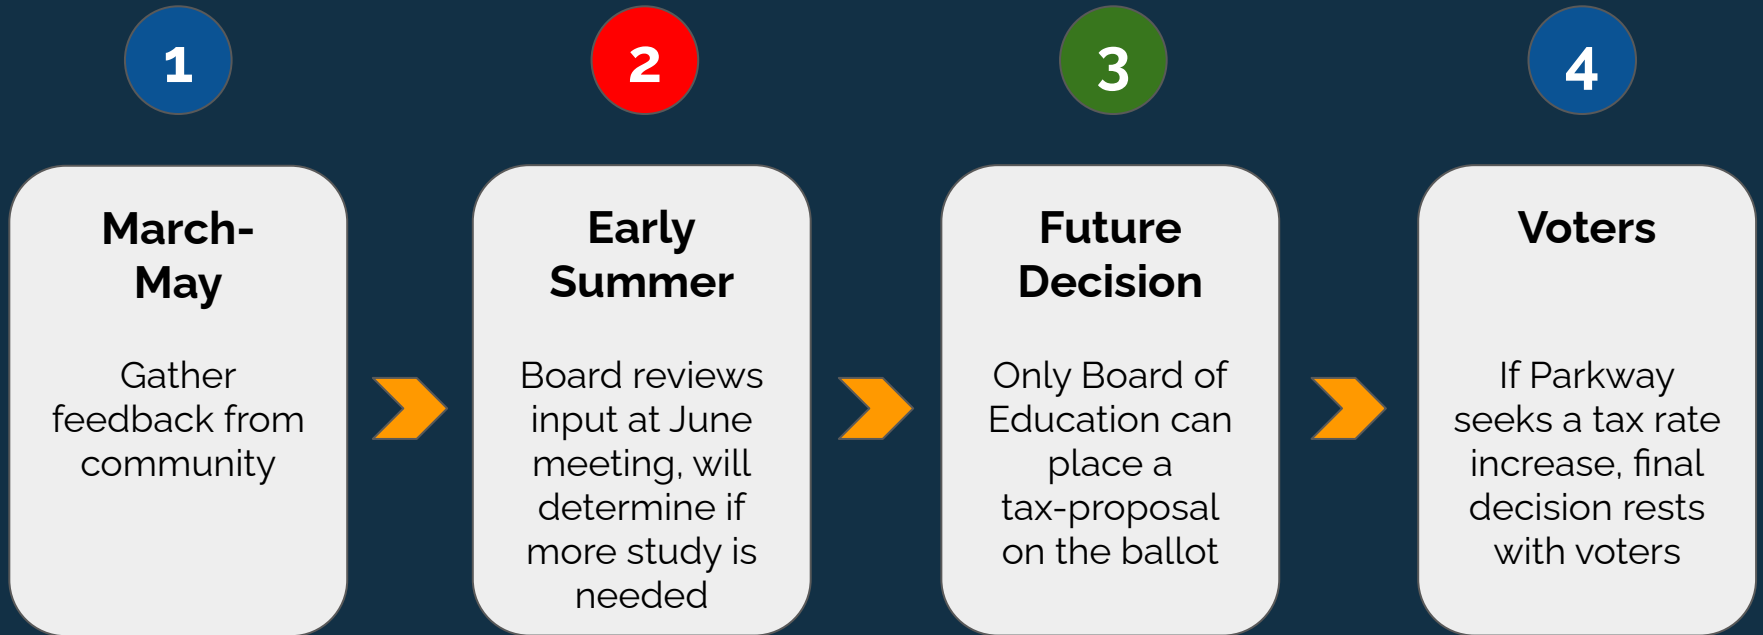 1
March-
May
Gather
feedback from
community
2
Early
Summer
Board reviews
input at June
meeting, will
determine if
more study is
needed
3
Future
Decision
Only Board of
Education can
place a
tax-proposal
on the ballot
4
Voters
If Parkway
seeks a tax rate
increase, final
decision rests
with voters